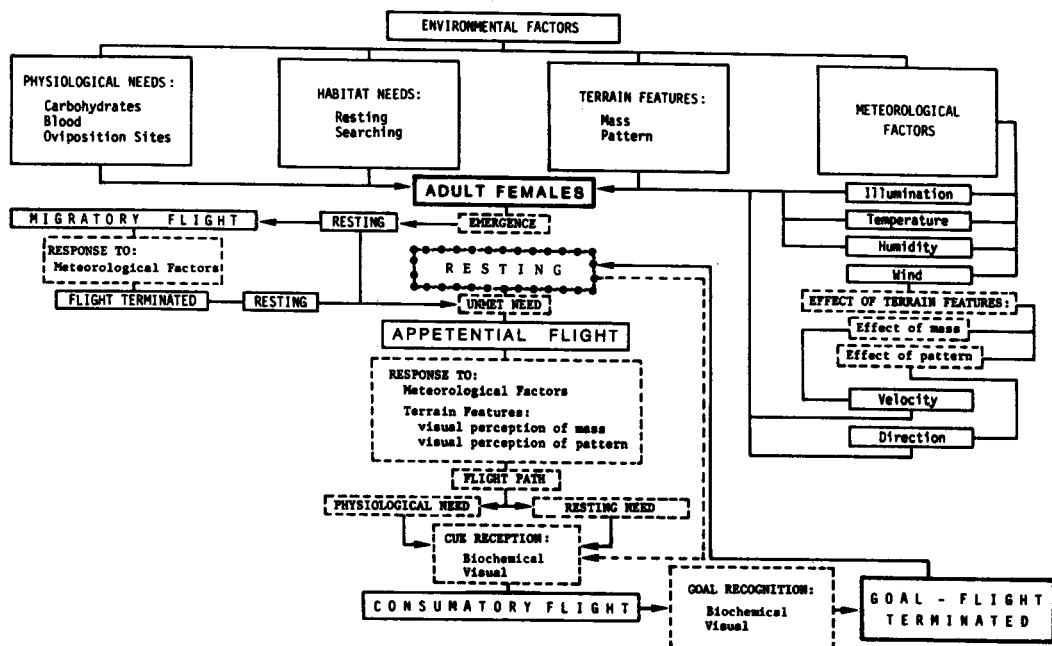 ENVIRONMENTAL FACTORS
PHYSIOLOGICAL NEEDS:
Carbohydrates
Blood
Oviposition Sites
HABITAT NEEDS:
Resting
Searching
TERRAIN FEATURES:
Mass
Pattern
METEOROLOGICAL
FACTORS
ADULT FEMALES
Illumination
Temperature
Humidity
Wind
EFFECT OF TERRAIN FEATURES:
Effect of mass
Effect of pattern
Velocity
Direction
MIGRATORY FLIGHT
RESTING
EMERGENCE
RESPONSE TO:
Meteorological Factors
FLIGHT TERMINATED
RESTING
RESTING
UNMET NEED
APPETENTIAL FLIGHT
RESPONSE TO:
Meteorological Factors
Terrain Features:
visual perception of mass
visual perception of pattern
FLIGHT PATH
PHYSIOLOGICAL NEED
RESTING NEED
CUE RECEPTION:
Biochemical
Visual
CONSUMATORY FLIGHT
GOAL RECOGNITION:
Biochemical
Visual
GOAL - FLIGHT
TERMINATED